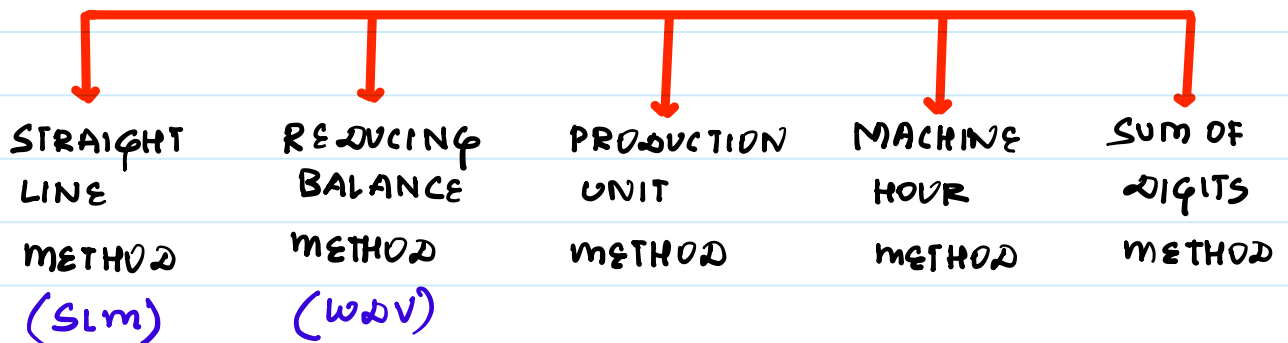 STRAIGHT
LINE
METHOD
(SLM)
REDUCING
BALANCE
METHOD
(WDV)
PRODUCTION
UNIT
METHOD
MACHINE
HOUR
METHOD
SUM OF
DIGITS
METHOD